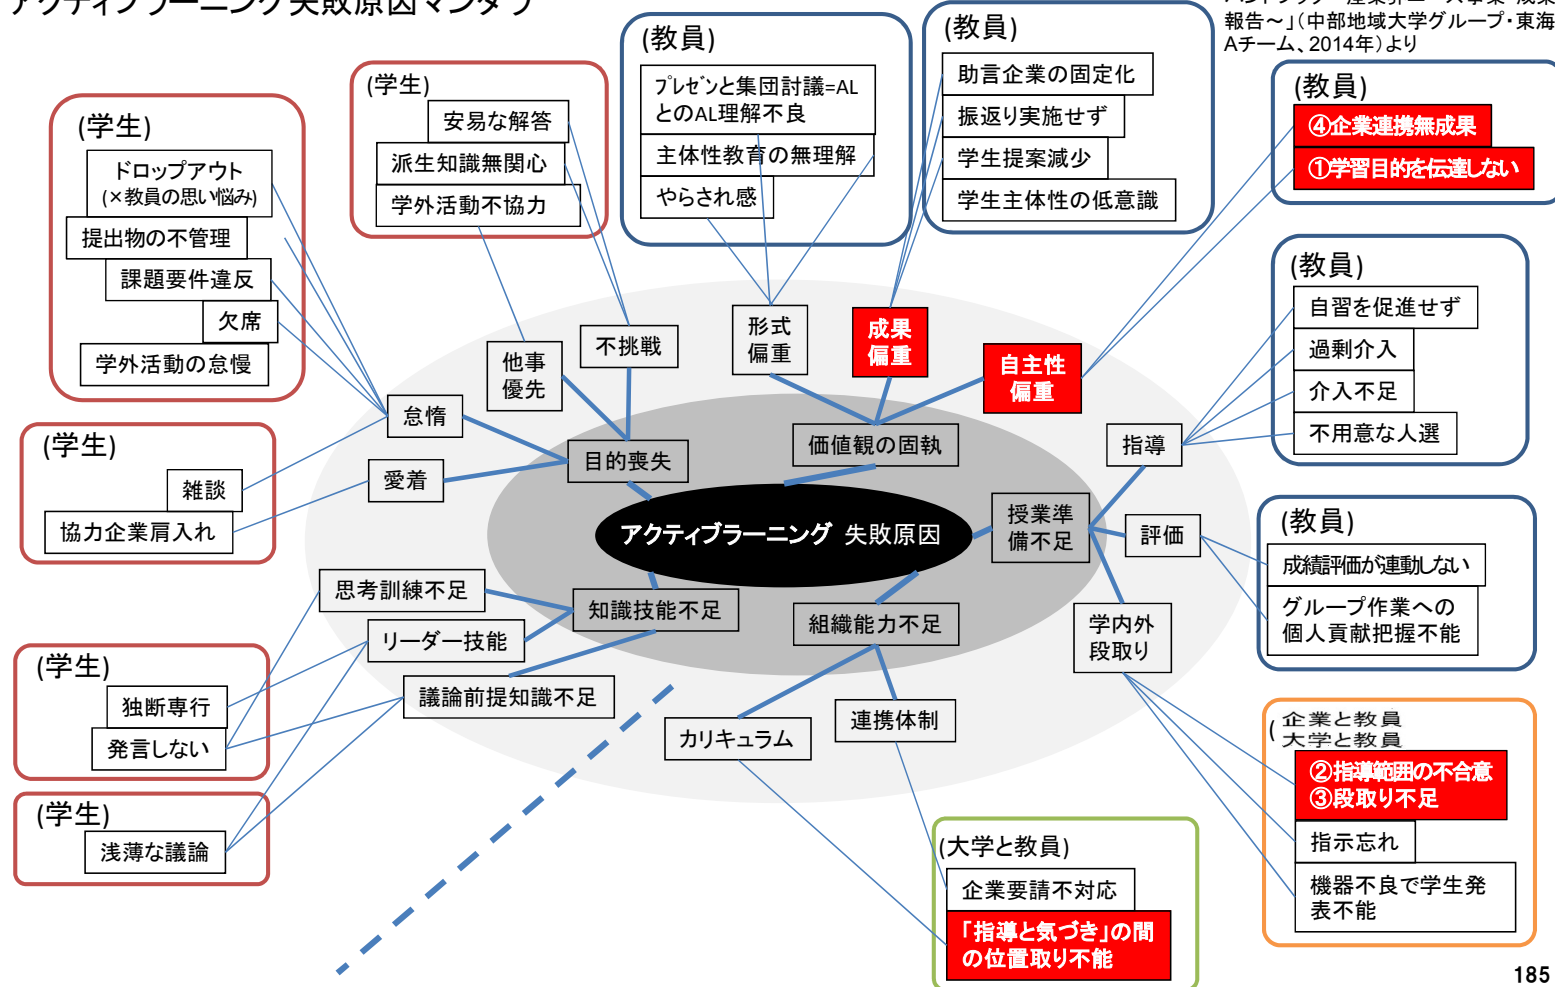 アクティブラーニング失敗原因マンダラ
報告~」(中部地域大学グループ・東海
Aチーム、2014年)より
(学生)
ドロップアウト
(×教員の思い悩み)
提出物の不管理
課題要件違反
欠席
学外活動の怠慢
(学生)
安易な解答
派生知識無関心
学外活動不協力
(教員)
プレゼンと集団討議=AL
とのAL理解不良
主体性教育の無理解
やらされ感
(教員)
助言企業の固定化
振返り実施せず
学生提案減少
学生主体性の低意識
(教員)
④企業連携無成果
①学習目的を伝達しない
(教員)
自習を促進せず
過剰介入
介入不足
不用意な人選
(学生)
雑談
協力企業肩入れ
他事
優先
不挑戦
形式
偏重
成果
偏重
自主性
偏重
怠惰
愛着
目的喪失
価値観の固執
指導
評価
授業準
備不足
アクティブラーニング 失敗原因
(教員)
成績評価が連動しない
グループ作業への
個人貢献把握不能
思考訓練不足
リーダー技能
議論前提知識不足
知識技能不足
組織能力不足
学内外
段取り
カリキュラム
連携体制
(学生)
独断専行
発言しない
(学生)
浅薄な議論
(大学と教員)
企業要請不対応
「指導と気づき」の間
の位置取り不能
(企業と教員
大学と教員
②指導範囲の不合意
③段取り不足
指示忘れ
機器不良で学生発
表不能
185